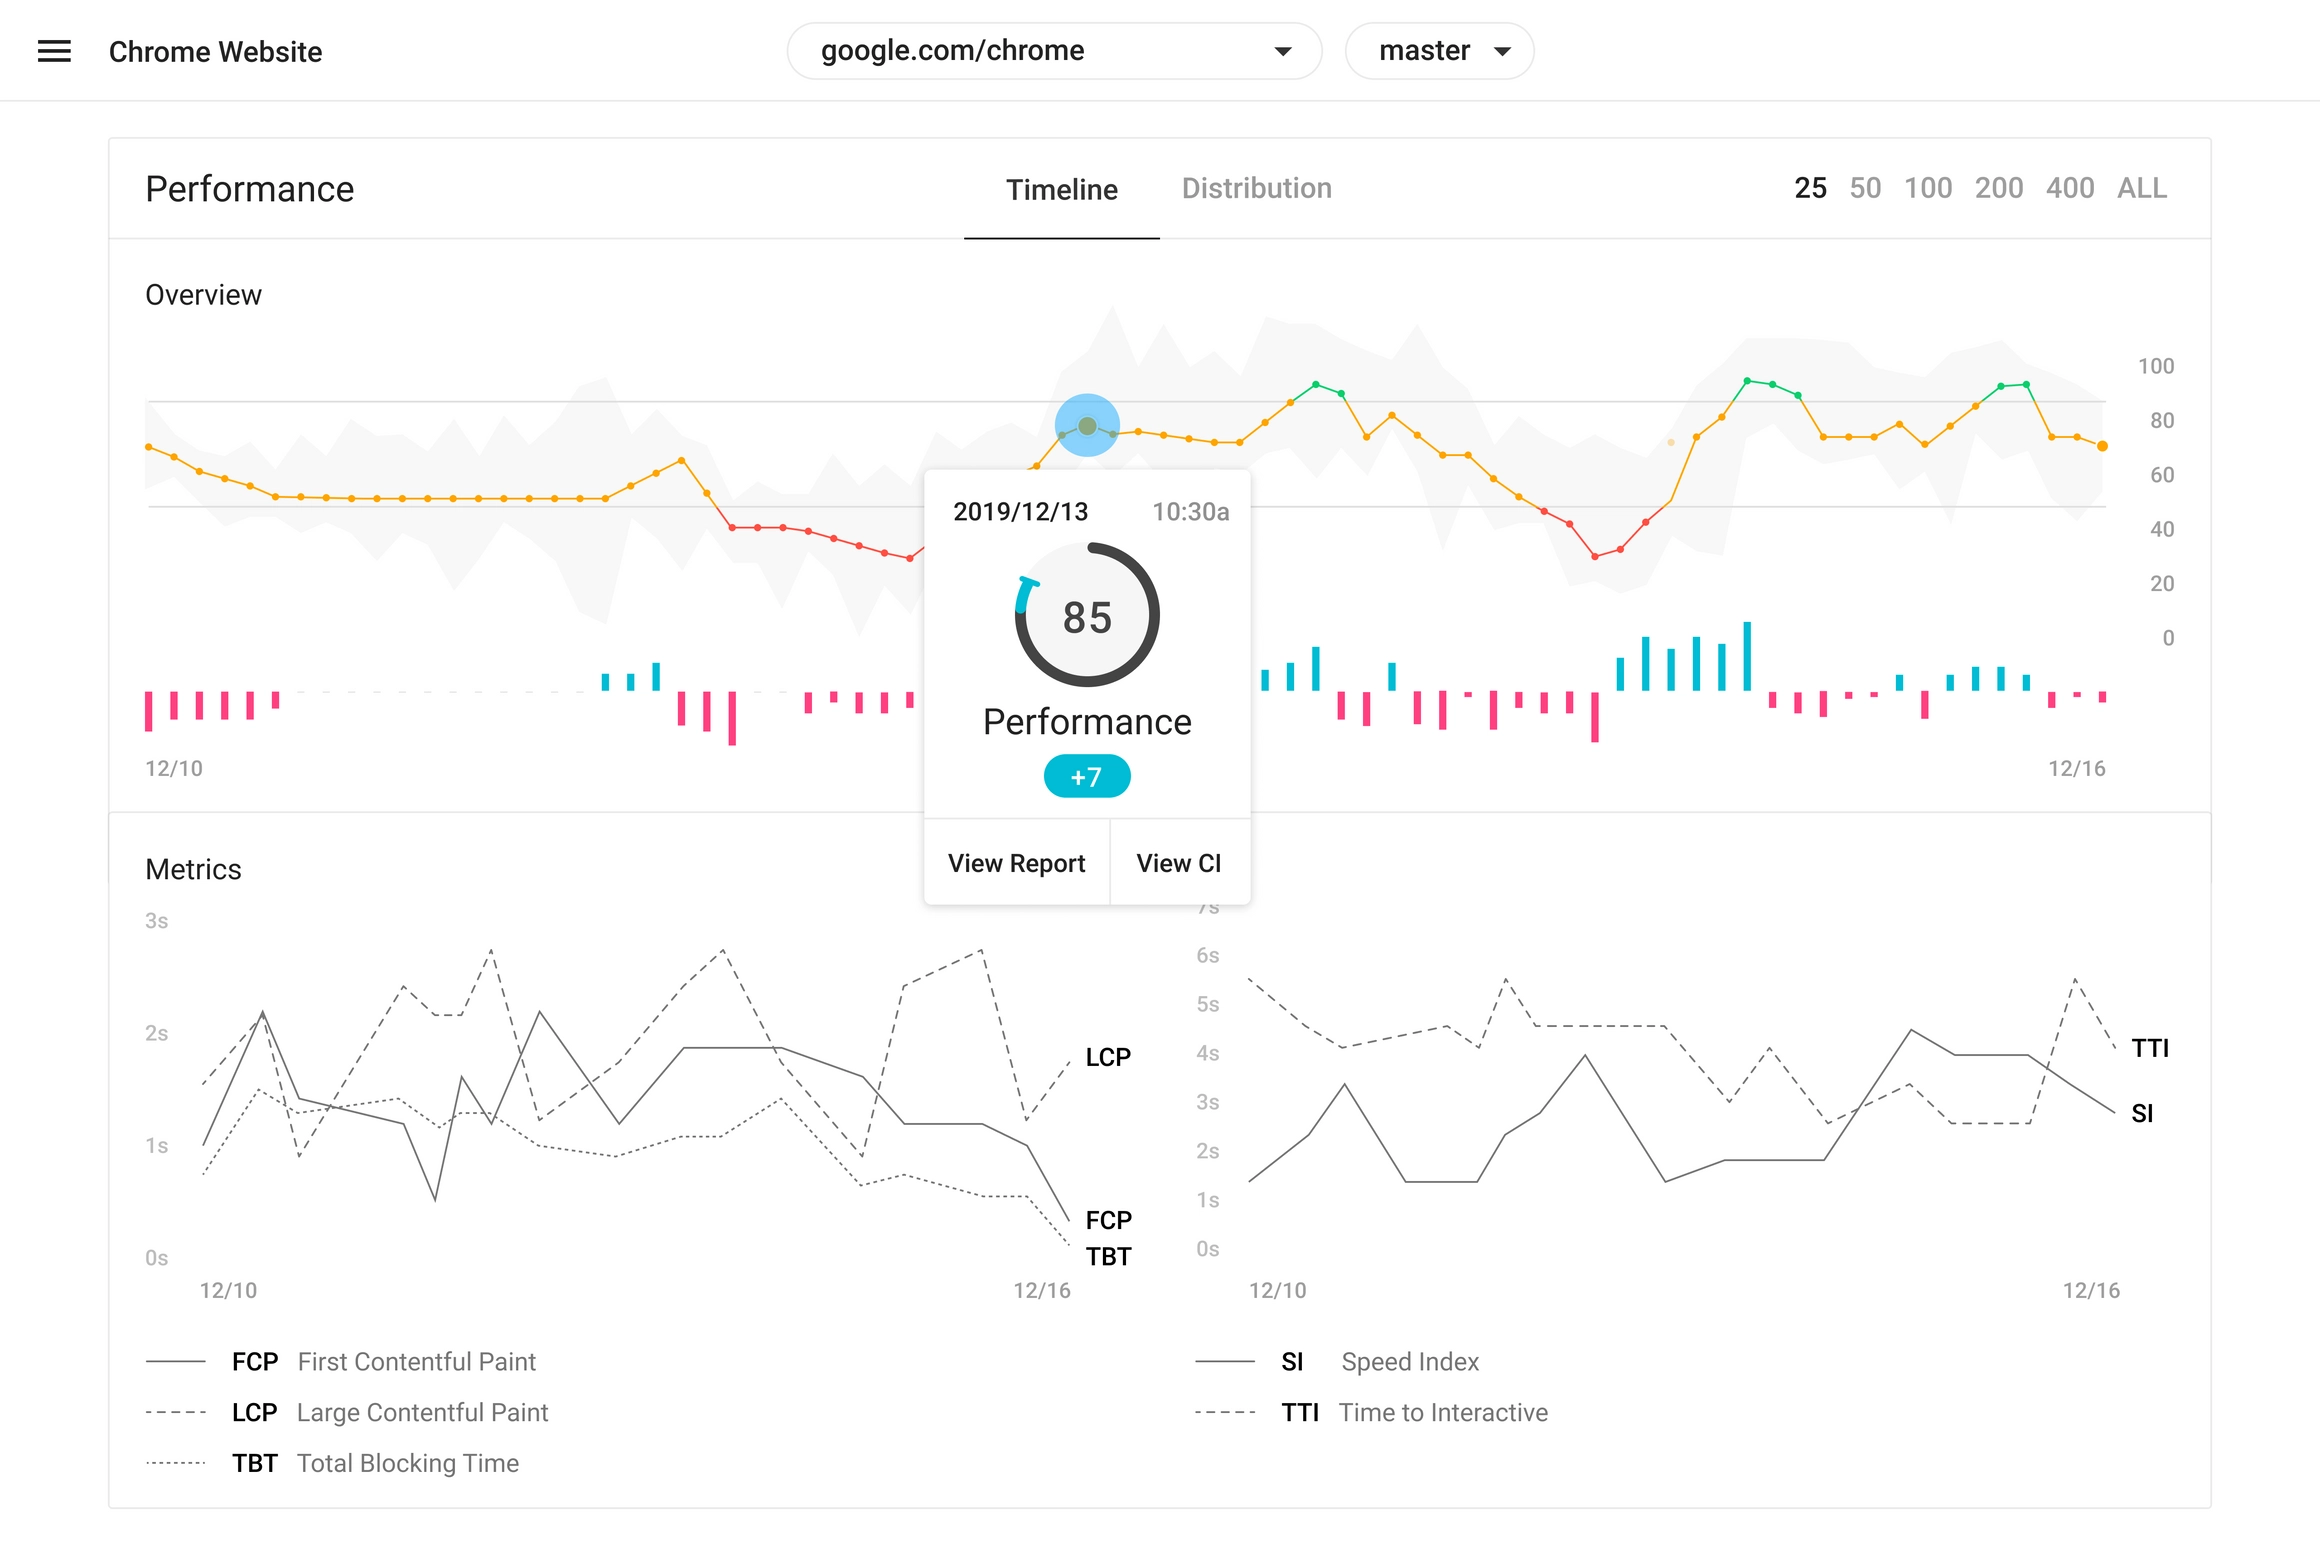 Chrome Website
google.com/chrome
master
Performance
Timeline
Distribution
25 50 100 200 400 ALL
Overview
100
80
60
40
20
0
12/10
12/16
2019/12/13 10:30a
85
Performance
+7
View Report
View CI
Metrics
3s
2s
1s
0s
LCP
FCP
TBT
12/10
12/16
7s
6s
5s
4s
3s
2s
1s
0s
TTI
SI
12/10
12/16
FCP First Contentful Paint
LCP Large Contentful Paint
TBT Total Blocking Time
SI Speed Index
TTI Time to Interactive